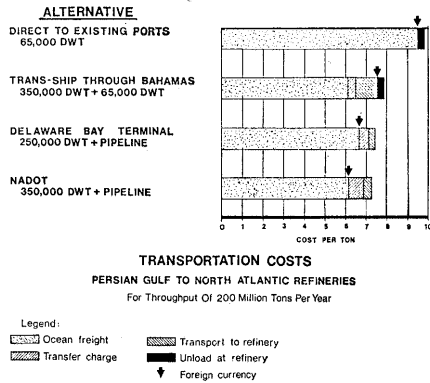 ALTERNATIVE
DIRECT TO EXISTING PORTS
65,000 DWT
TRANS-SHIP THROUGH BAHAMAS
350,000 DWT + 65,000 DWT
DELAWARE BAY TERMINAL
250,000 DWT + PIPELINE
NADOT
350,000 DWT + PIPELINE
0 1 2 3 4 5 6 7 8 9 10
COST PER TON
TRANSPORTATION COSTS
PERSIAN GULF TO NORTH ATLANTIC REFINERIES
For Throughput Of 200 Million Tons Per Year
Legend:
Ocean freight
Transport to refinery
Transfer charge
Unload at refinery
Foreign currency